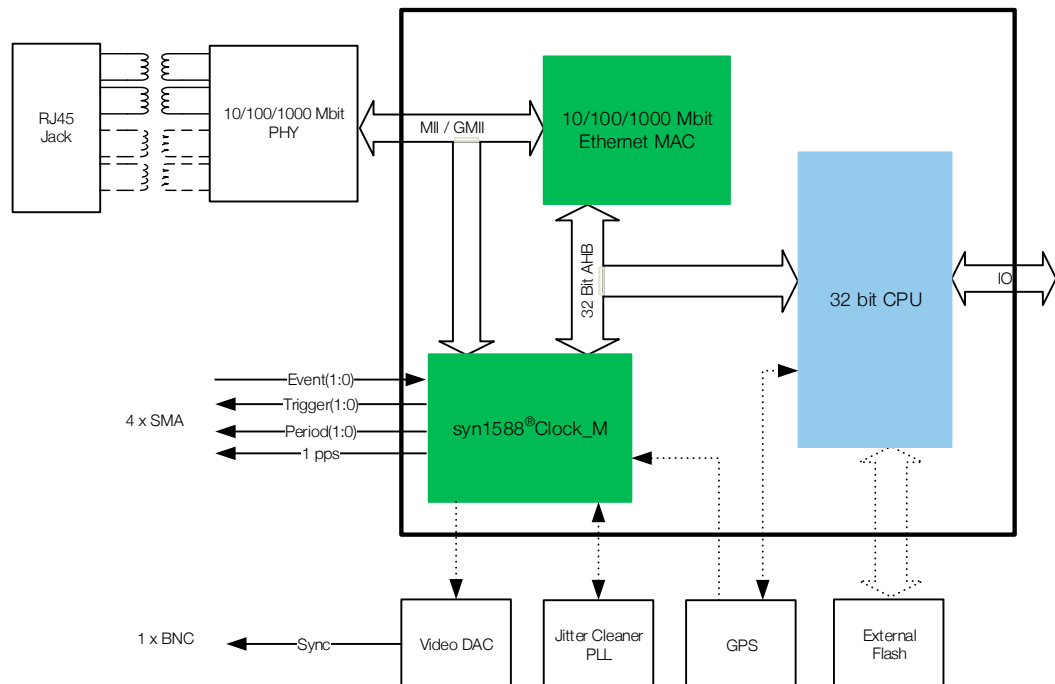 RJ45
Jack
10/100/1000 Mbit
PHY
MII / GMII
10/100/1000 Mbit
Ethernet MAC
32 Bit AHB
32 bit CPU
IO
4 x SMA
Event(1:0)
Trigger(1:0)
Period(1:0)
1 pps
syn1588®Clock_M
1 x BNC
Sync
Video DAC
Jitter Cleaner
PLL
GPS
External
Flash